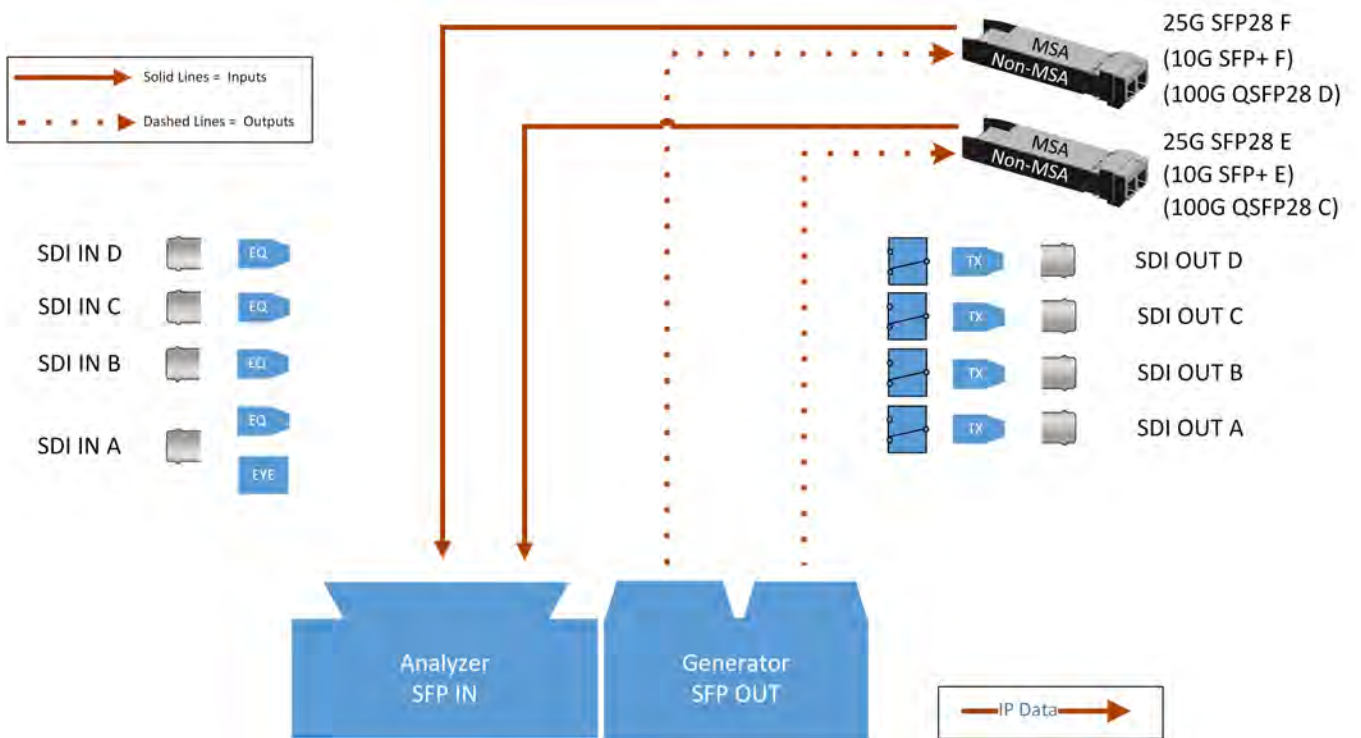 25G SFP28 F
MSA
Non-MSA
(10G SFP+ F)
(100G QSFP28 D)
Solid Lines = Inputs
Dashed Lines = Outputs
25G SFP28 E
MSA
Non-MSA
(10G SFP+ E)
(100G QSFP28 C)
SDI IN D
EQ
TX
SDI OUT D
SDI IN C
EQ
TX
SDI OUT C
SDI IN B
EQ
TX
SDI OUT B
EQ
TX
SDI OUT A
SDI IN A
EYE
Analyzer
SFP IN
Generator
SFP OUT
IP Data